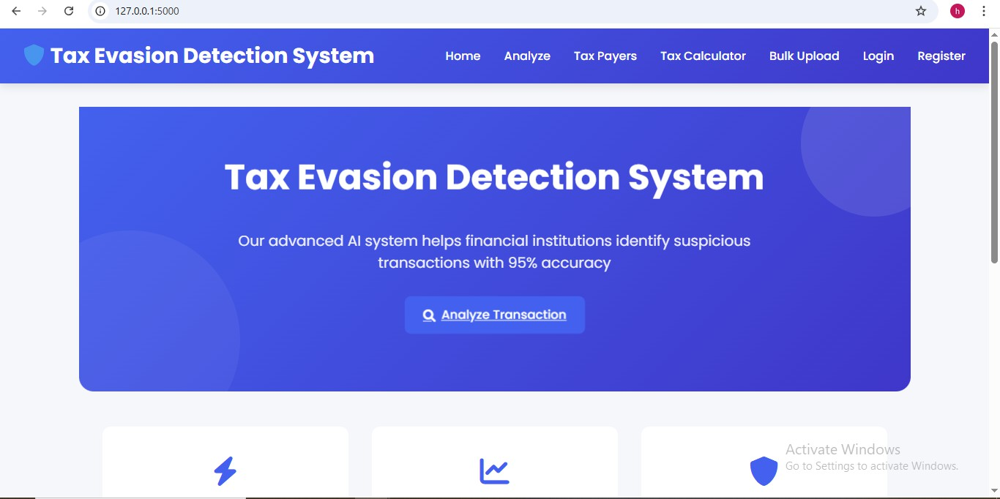 127.0.0.1:5000
h
Tax Evasion Detection System
Home
Analyze
Tax Payers
Tax Calculator
Bulk Upload
Login
Register
Tax Evasion Detection System
Our advanced AI system helps financial institutions identify suspicious
transactions with 95% accuracy
Analyze Transaction
Activate Windows
Go to Settings to activate Windows.